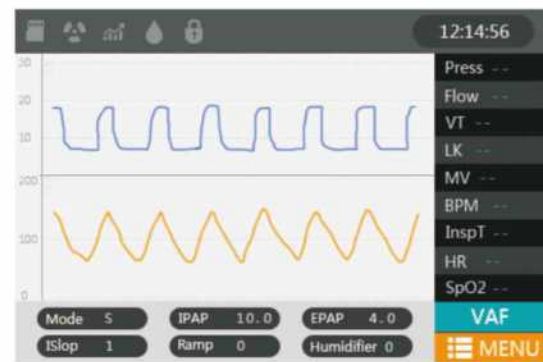 12:14:56
30
20
10
200
100
0
Press --
Flow --
VT --
LK --
MV --
BPM --
InspT --
HR --
SpO2 --
VAF
MENU
Mode S
IPAP 10.0
EPAP 4.0
ISlop 1
Ramp 0
Humidifier 0